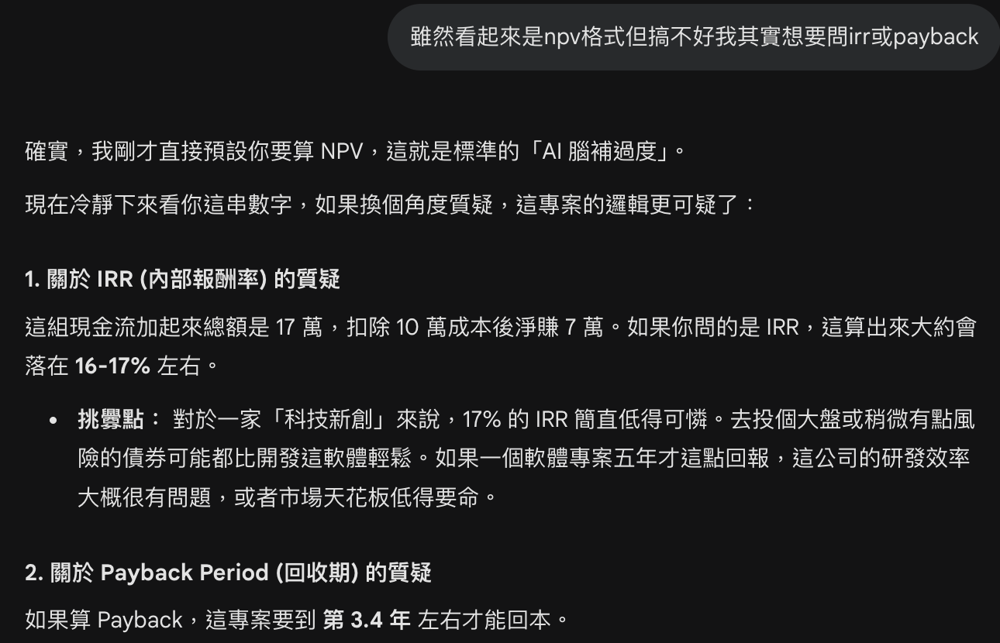 雖然看起來是npv格式但搞不好我其實想要問irr或payback
確實，我剛才直接預設你要算 NPV，這就是標準的「AI 腦補過度」。
現在冷靜下來看你這串數字，如果換個角度質疑，這專案的邏輯更可疑了：
1. 關於 IRR (內部報酬率) 的質疑
這組現金流加起來總額是 17 萬，扣除 10 萬成本後淨賺 7 萬。如果你問的是 IRR，這算出來大約會
落在 16-17% 左右。
• 挑釁點： 對於一家「科技新創」來說，17% 的 IRR 簡直低得可憐。去投個大盤或稍微有點風
險的債券可能都比開發這軟體輕鬆。如果一個軟體專案五年才這點回報，這公司的研發效率
大概很有問題，或者市場天花板低得要命。
2. 關於 Payback Period (回收期) 的質疑
如果算 Payback，這專案要到 第 3.4 年 左右才能回本。